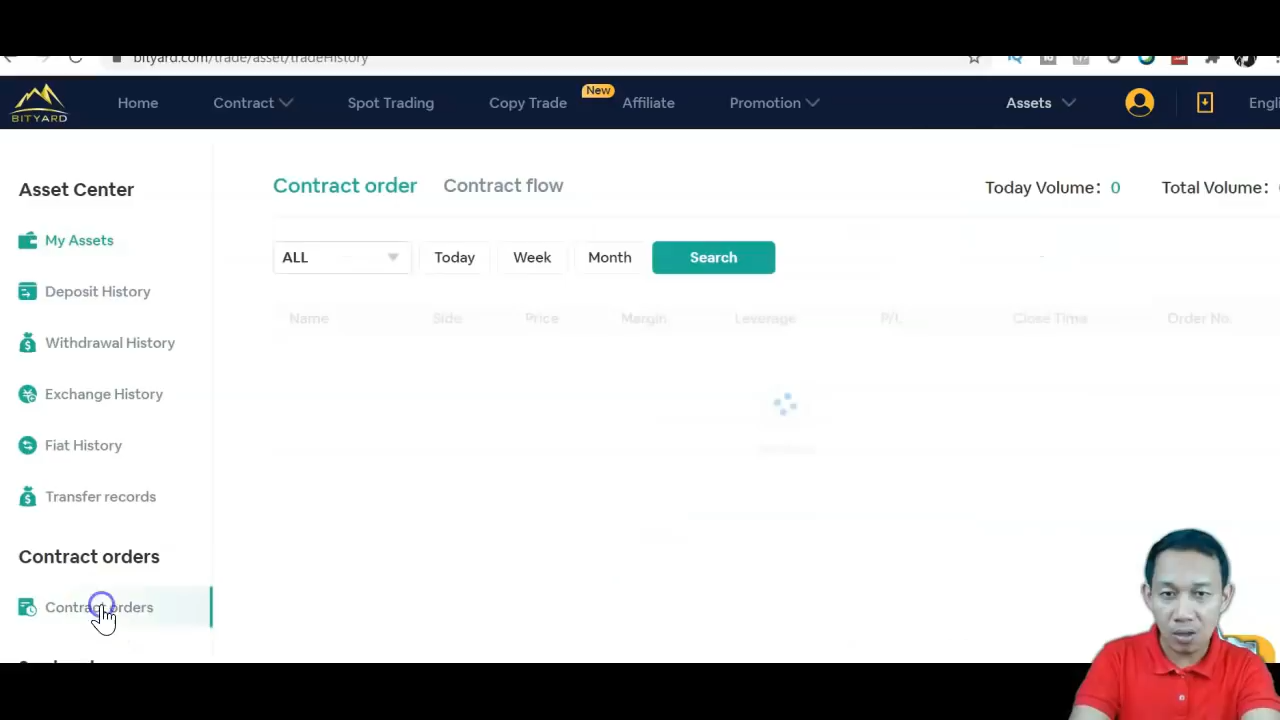 bityard.com/trade/asset/tradeHistory
BITYARD
Home
Contract
Spot Trading
Copy Trade
New
Affiliate
Promotion
Assets
Engli
Asset Center
My Assets
Deposit History
Withdrawal History
Exchange History
Fiat History
Transfer records
Contract orders
Contract orders
Contract order
Contract flow
Today Volume: 0
Total Volume:
ALL
Today
Week
Month
Search
Name
Side
Price
Margin
Leverage
P/L
Close Time
Order No.